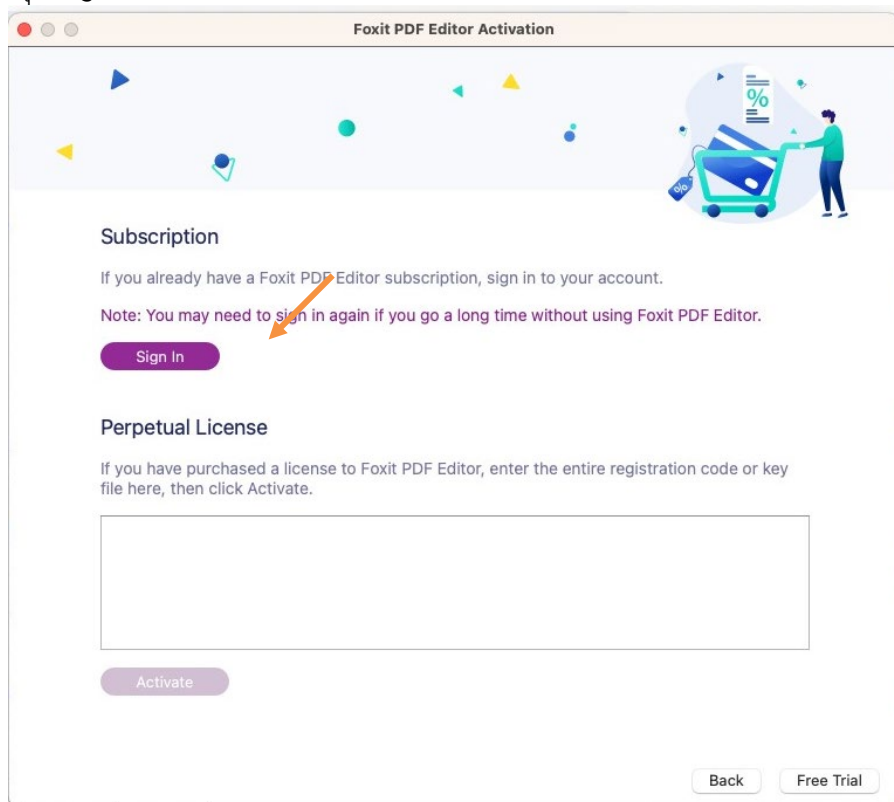 Foxit PDF Editor Activation
%
%
Subscription
If you already have a Foxit PDF Editor subscription, sign in to your account.
Note: You may need to sign in again if you go a long time without using Foxit PDF Editor.
Sign In
Perpetual License
If you have purchased a license to Foxit PDF Editor, enter the entire registration code or key
file here, then click Activate.
Activate
Back
Free Trial